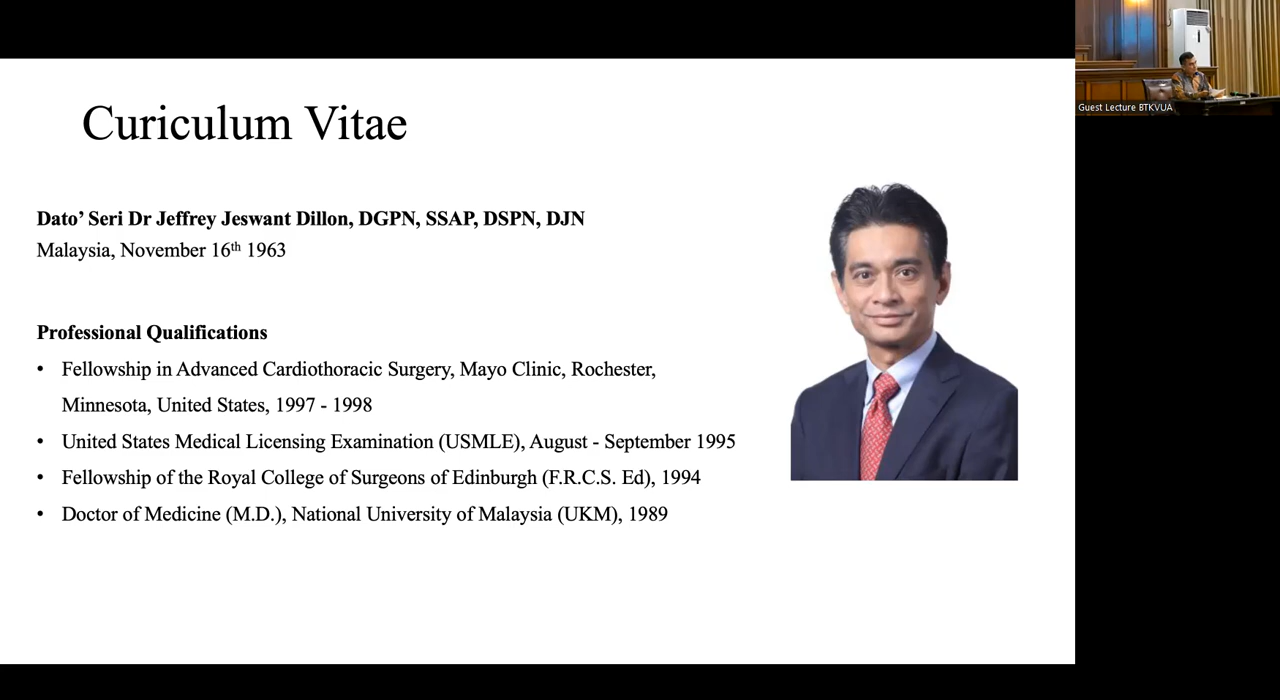 Curiculum Vitae
Dato’ Seri Dr Jeffrey Jeswant Dillon, DGPN, SSAP, DSPN, DJN
Malaysia, November 16th 1963
Professional Qualifications
• Fellowship in Advanced Cardiothoracic Surgery, Mayo Clinic, Rochester,
Minnesota, United States, 1997 - 1998
• United States Medical Licensing Examination (USMLE), August - September 1995
• Fellowship of the Royal College of Surgeons of Edinburgh (F.R.C.S. Ed), 1994
• Doctor of Medicine (M.D.), National University of Malaysia (UKM), 1989
Guest Lecture BTKVUA